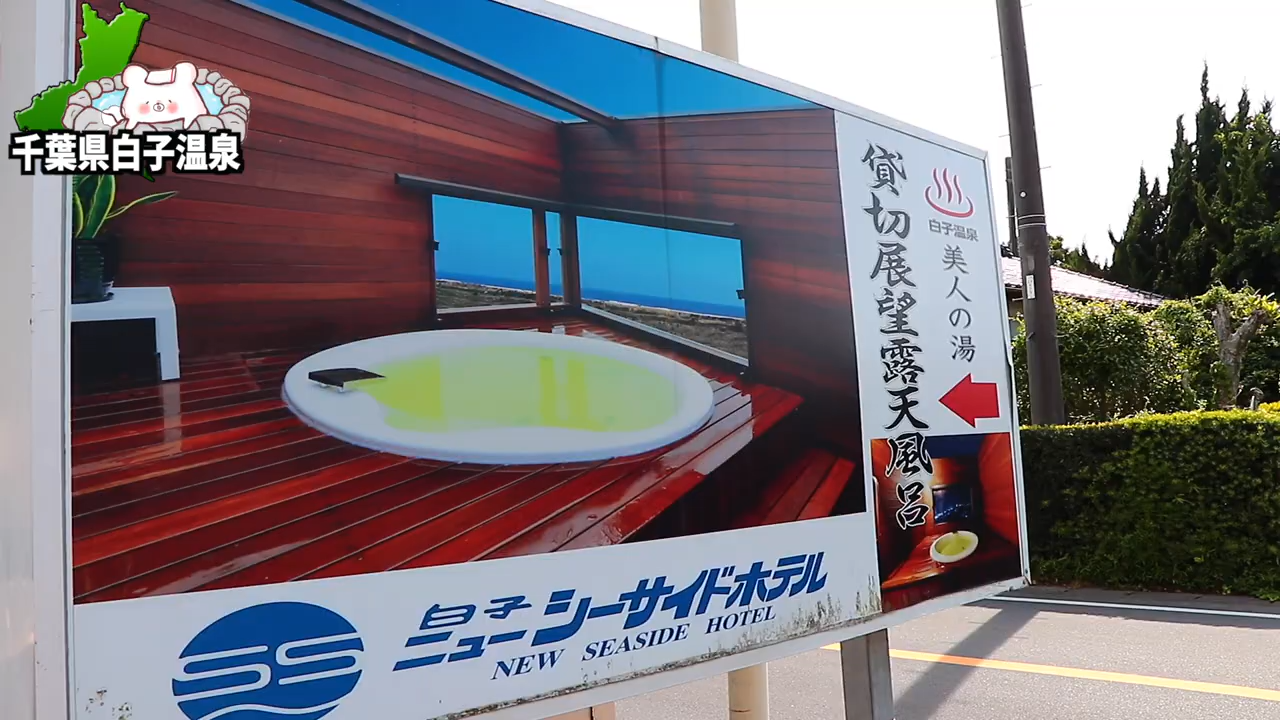 千葉県白子温泉
白子温泉
美人の湯
貸切展望露天風呂
SS
白子
ニューシーサイドホテル
NEW SEASIDE HOTEL